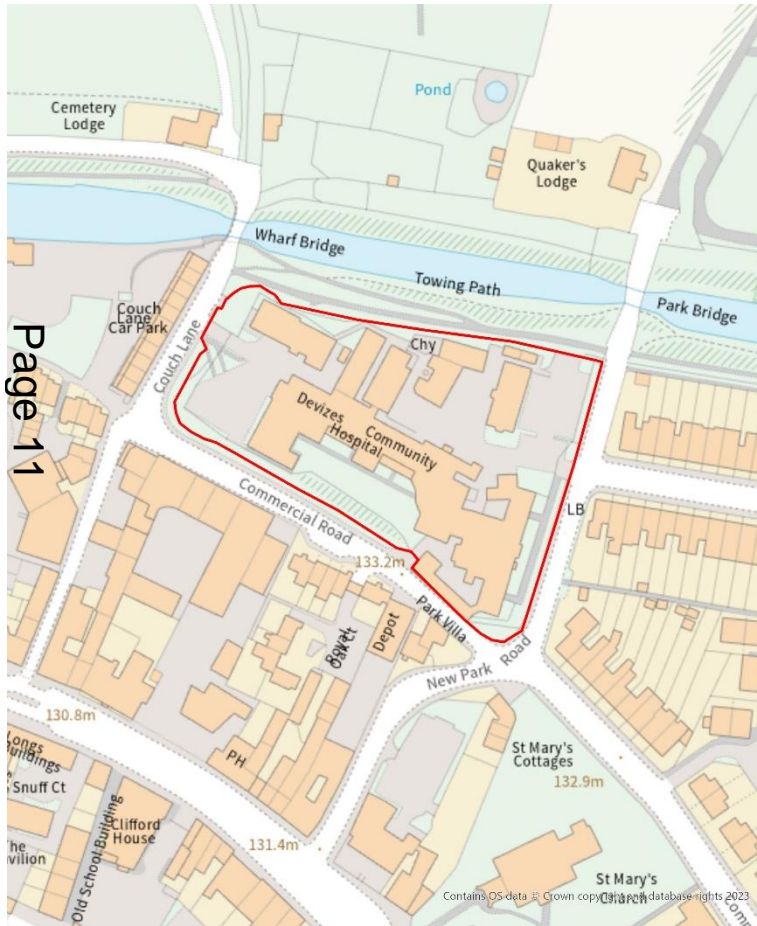 Pond
Cemetery
Lodge
Quaker's
Lodge
Wharf Bridge
Towing Path
Park Bridge
Couch
Lane
Car Park
Couch Lane
Page 11
Chy
Devizes
Community
Hospital
LB
Commercial Road
133.2m
Park Villa
Royal
Oak Ct
Depot
New Park Road
130.8m
Longs
Buildings
Snuff Ct
PH
St Mary's
Cottages
132.9m
Old School Building
Clifford
House
131.4m
St Mary's
Church
Contains OS data © Crown copyright and database rights 2023